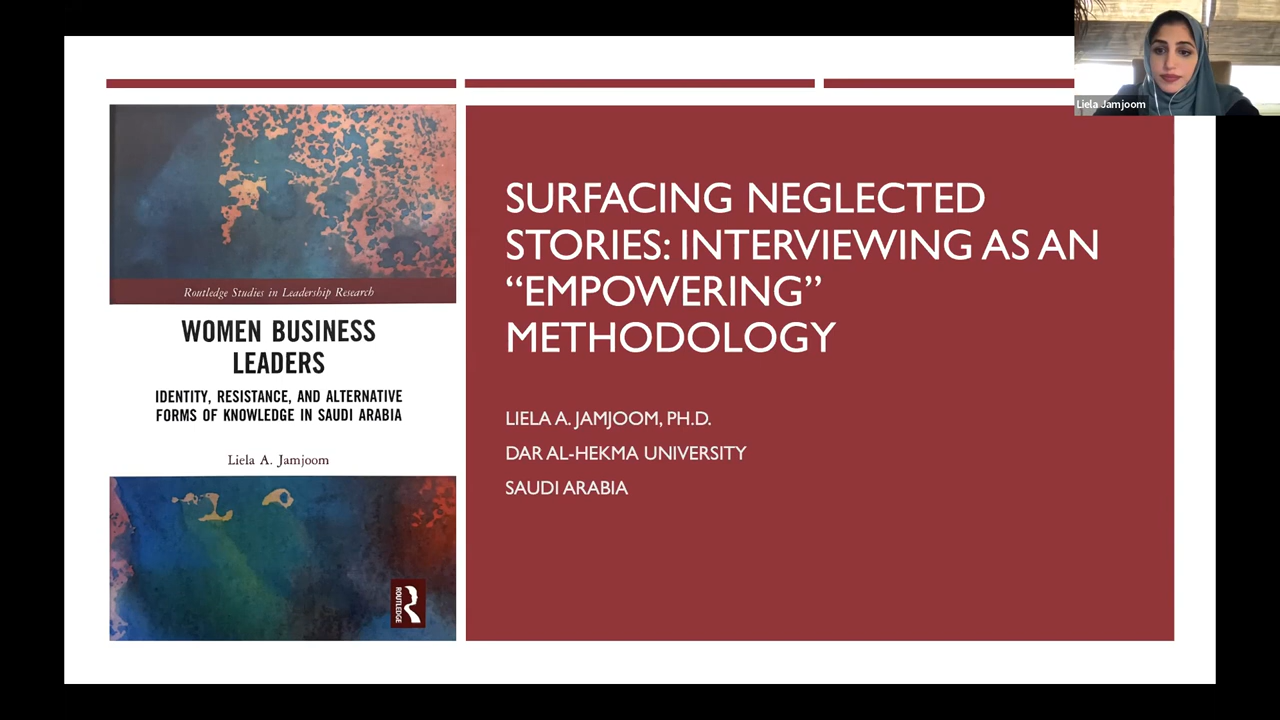 Liela Jamjoom
Routledge Studies in Leadership Research
WOMEN BUSINESS
LEADERS
IDENTITY, RESISTANCE, AND ALTERNATIVE
FORMS OF KNOWLEDGE IN SAUDI ARABIA
Liela A. Jamjoom
ROUTLEDGE
SURFACING NEGLECTED
STORIES: INTERVIEWING AS AN
“EMPOWERING”
METHODOLOGY
LIELA A. JAMJOOM, PH.D.
DAR AL-HEKMA UNIVERSITY
SAUDI ARABIA